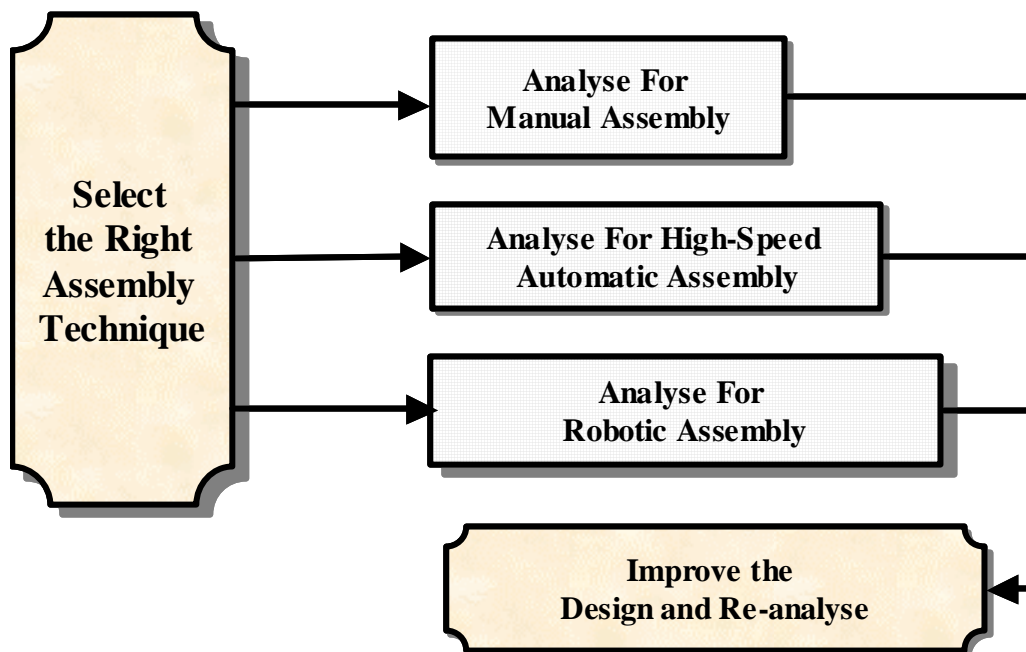 Select
the Right
Assembly
Technique
Analyse For
Manual Assembly
Analyse For High-Speed
Automatic Assembly
Analyse For
Robotic Assembly
Improve the
Design and Re-analyse